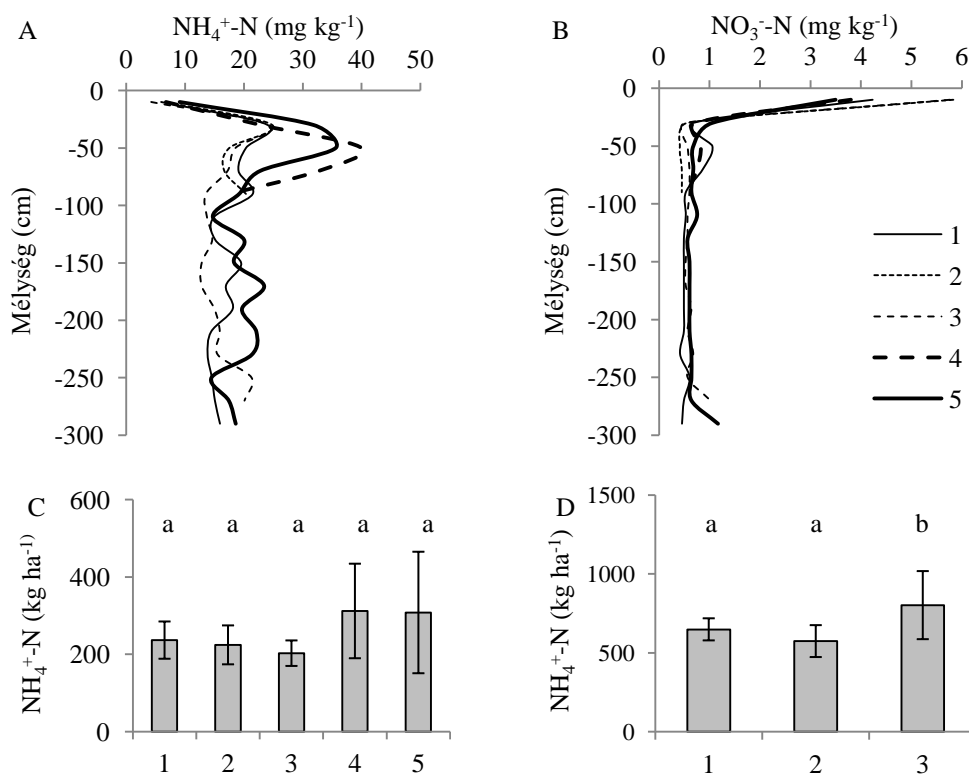 A
NH₄⁺-N (mg kg⁻¹)
0 10 20 30 40 50
0
-50
-100
-150
-200
-250
-300
Mélység (cm)
B
NO₃⁻-N (mg kg⁻¹)
0 1 2 3 4 5 6
0
-50
-100
-150
-200
-250
-300
Mélység (cm)
1
2
3
4
5
C
NH₄⁺-N (kg ha⁻¹)
600
400
200
0
a a a a a
1 2 3 4 5
D
NH₄⁺-N (kg ha⁻¹)
1500
1000
500
0
a a b
1 2 3